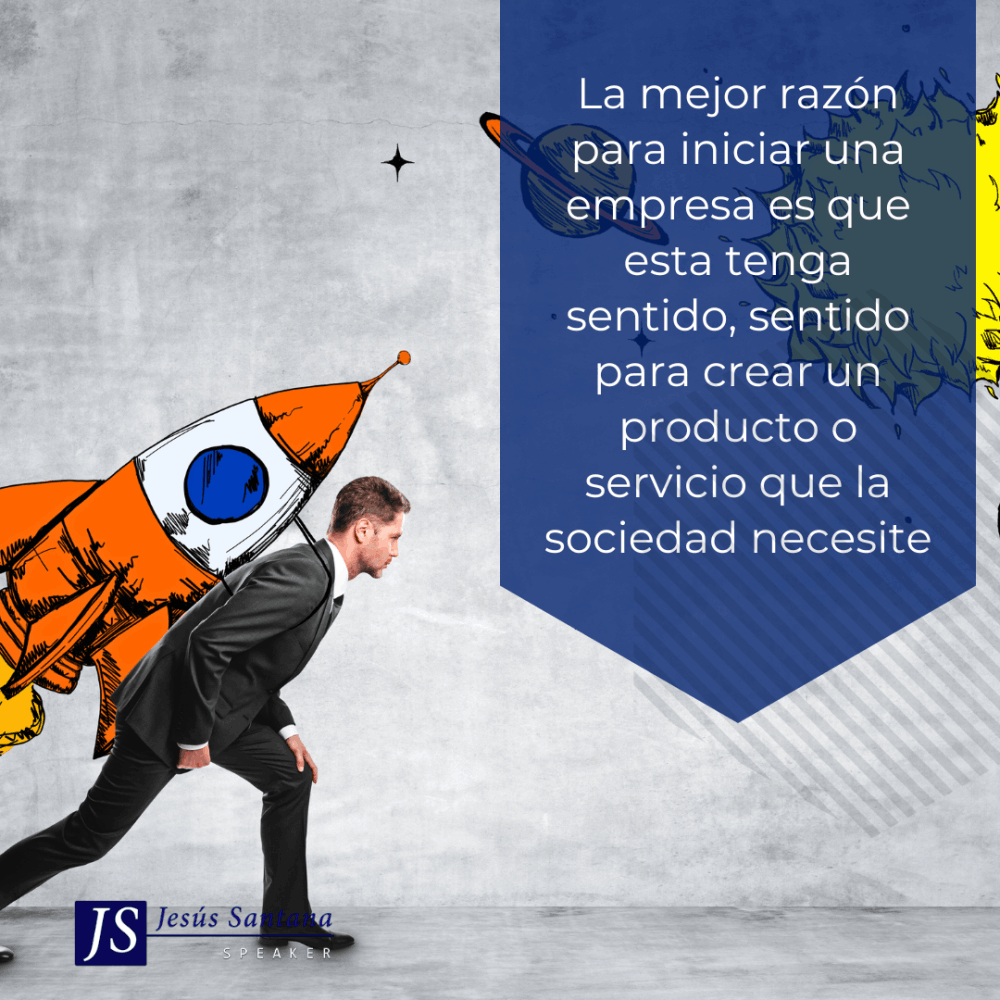 La mejor razón
para iniciar una
empresa es que
esta tenga
sentido, sentido
para crear un
producto o
servicio que la
sociedad necesite
JS
Jesús Santana
SPEAKER